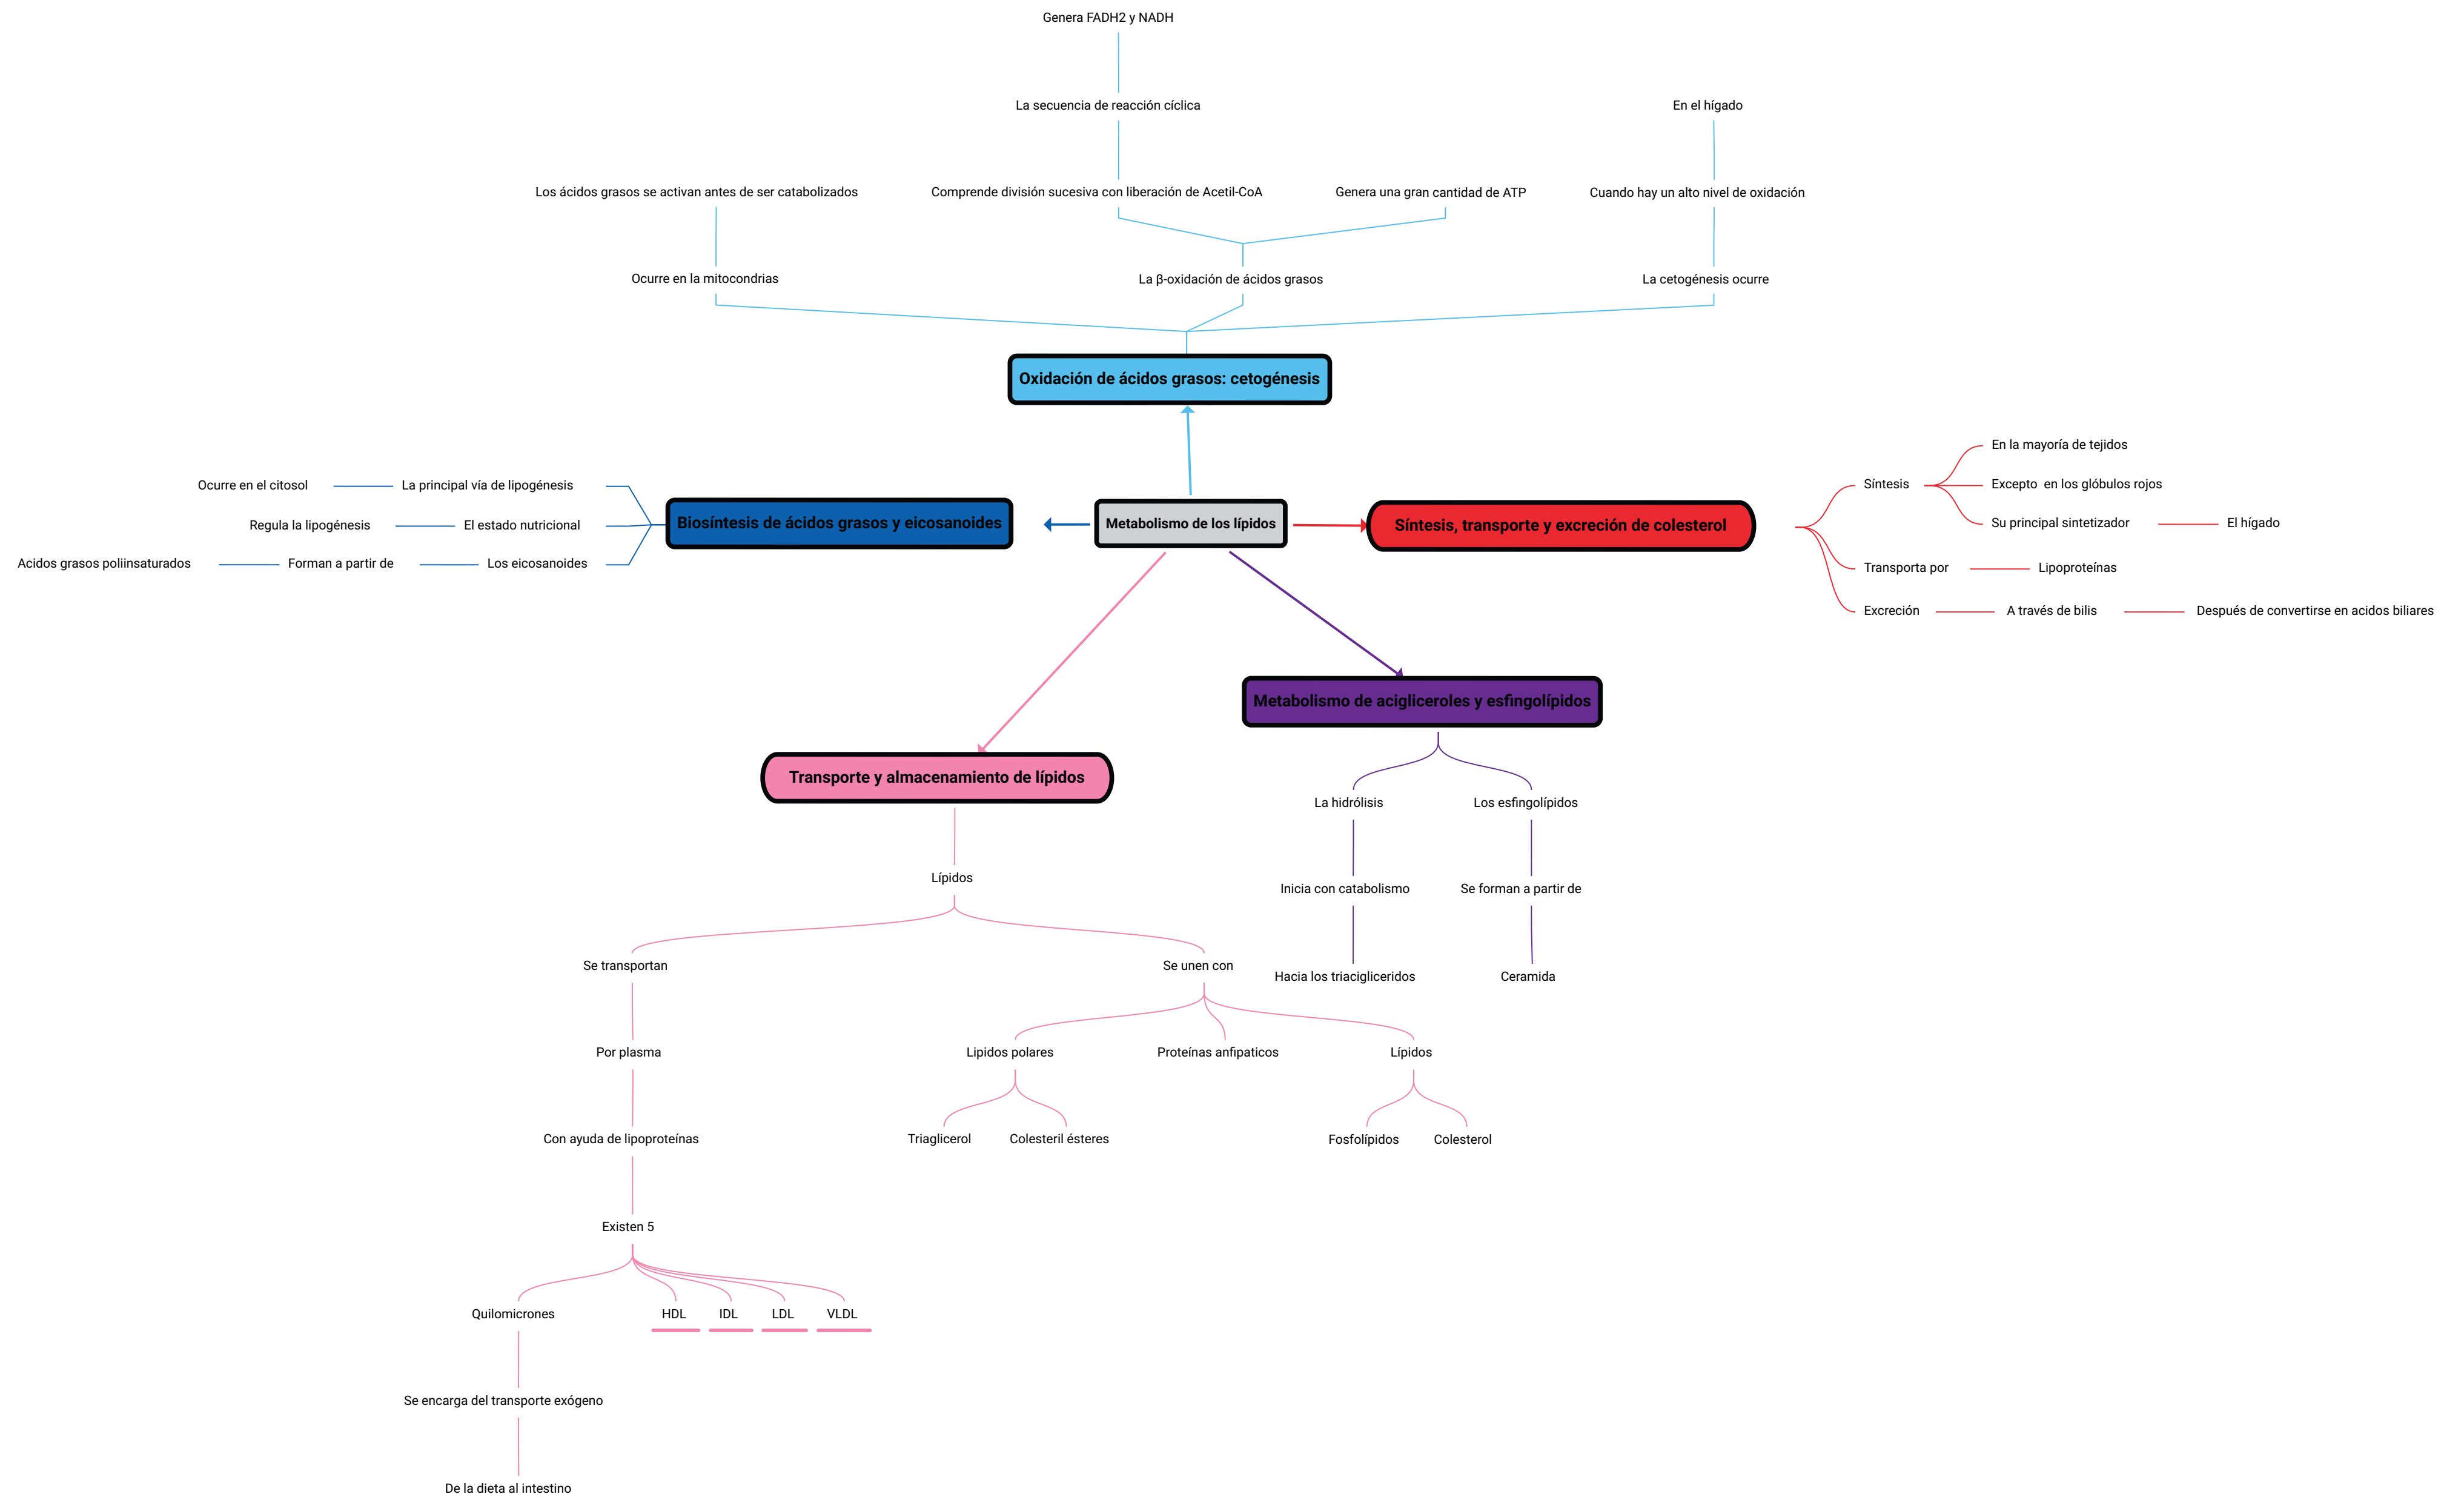 Genera FADH2 y NADH
La secuencia de reacción cíclica
En el hígado
Los ácidos grasos se activan antes de ser catabolizados
Comprende división sucesiva con liberación de Acetil-CoA
Genera una gran cantidad de ATP
Cuando hay un alto nivel de oxidación
Ocurre en la mitocondrias
La β-oxidación de ácidos grasos
La cetogénesis ocurre
Oxidación de ácidos grasos: cetogénesis
Ocurre en el citosol
La principal vía de lipogénesis
Regula la lipogénesis
El estado nutricional
Acidos grasos poliinsaturados
Forman a partir de
Los eicosanoides
Biosíntesis de ácidos grasos y eicosanoides
Metabolismo de los lípidos
Síntesis, transporte y excreción de colesterol
Síntesis
En la mayoría de tejidos
Excepto  en los glóbulos rojos
Su principal sintetizador
El hígado
Transporta por
Lipoproteínas
Excreción
A través de bilis
Después de convertirse en acidos biliares
Metabolismo de acigliceroles y esfingolípidos
La hidrólisis
Los esfingolípidos
Inicia con catabolismo
Se forman a partir de
Hacia los triacigliceridos
Ceramida
Transporte y almacenamiento de lípidos
Lípidos
Se transportan
Se unen con
Por plasma
Lipidos polares
Proteínas anfipaticos
Lípidos
Con ayuda de lipoproteínas
Triaglicerol
Colesteril ésteres
Fosfolípidos
Colesterol
Existen 5
Quilomicrones
HDL
IDL
LDL
VLDL
Se encarga del transporte exógeno
De la dieta al intestino